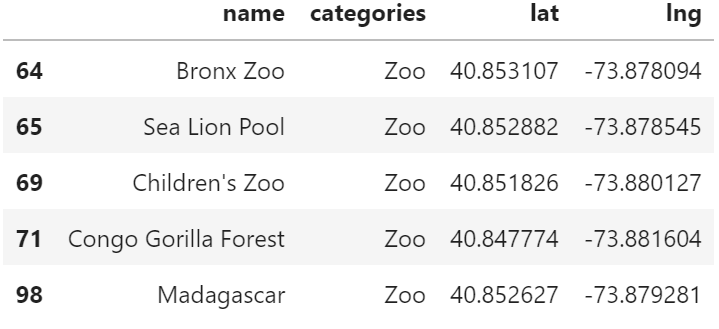 name categories lat lng
64 Bronx Zoo Zoo 40.853107 -73.878094
65 Sea Lion Pool Zoo 40.852882 -73.878545
69 Children's Zoo Zoo 40.851826 -73.880127
71 Congo Gorilla Forest Zoo 40.847774 -73.881604
98 Madagascar Zoo 40.852627 -73.879281